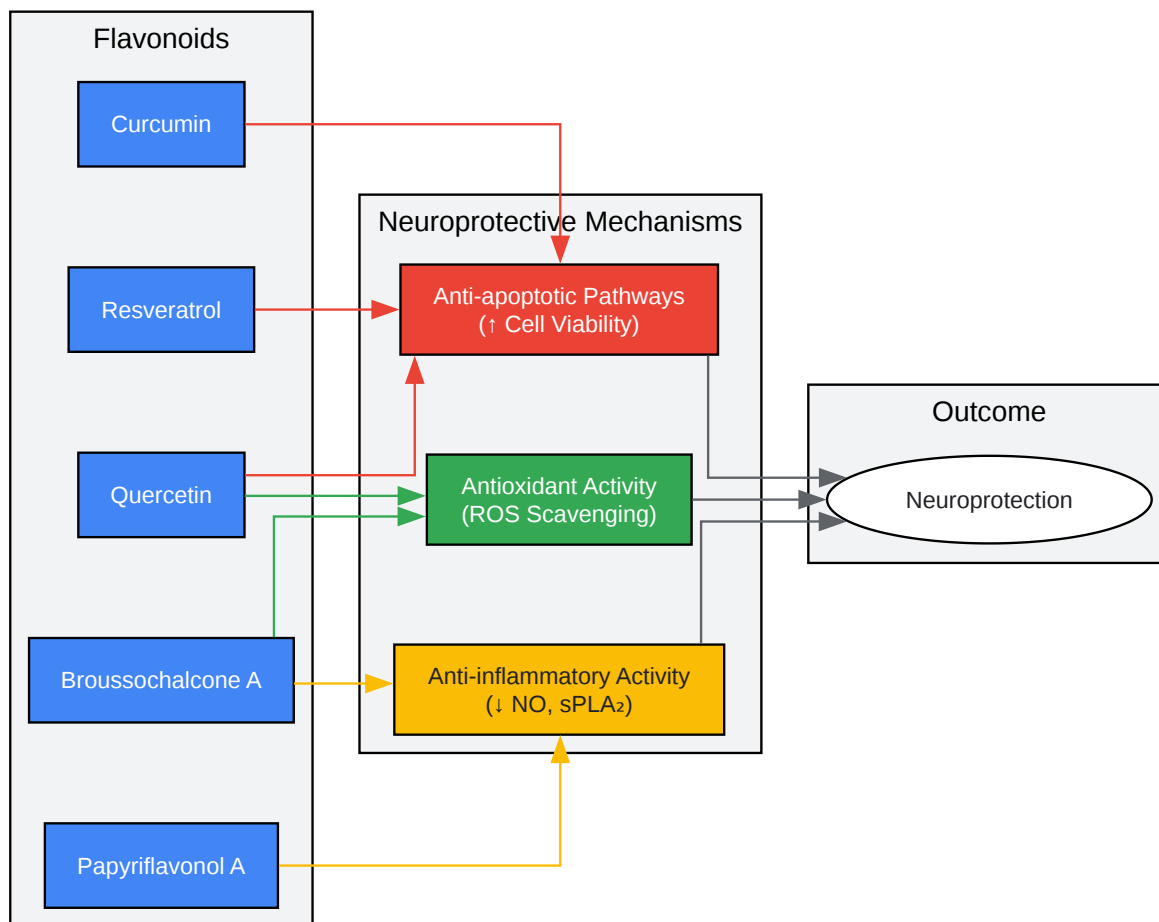 Flavonoids
Curcumin
Resveratrol
Quercetin
Broussochalcone A
Papyriflavonol A
Neuroprotective Mechanisms
Anti-apoptotic Pathways
(↑ Cell Viability)
Antioxidant Activity
(ROS Scavenging)
Anti-inflammatory Activity
(↓ NO, sPLA₂)
Outcome
Neuroprotection